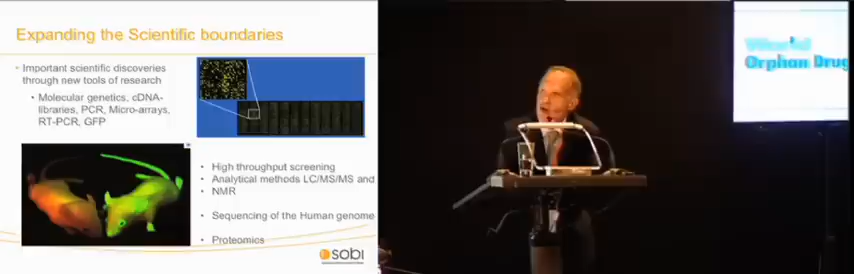 Expanding the Scientific boundaries
Important scientific discoveries
through new tools of research
Molecular genetics, cDNA-
libraries, PCR, Micro-arrays,
RT-PCR, GFP
High throughput screening
Analytical methods LC/MS/MS and
NMR
Sequencing of the Human genome
Proteomics
sobi
World
Orphan Drug